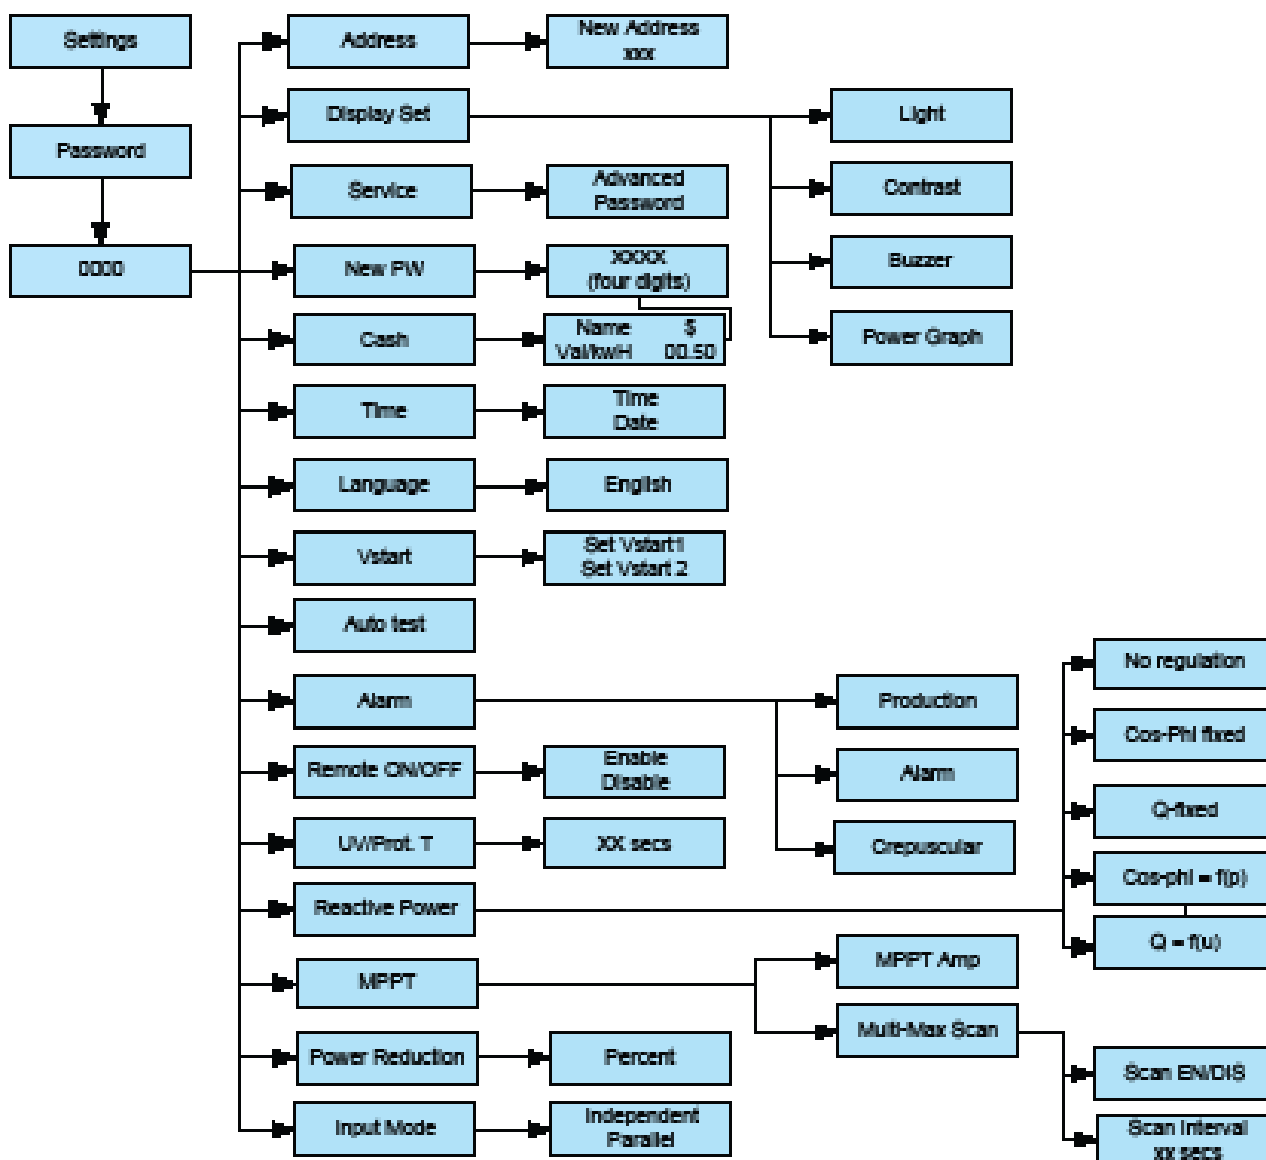 Settings
Password
0000
Address
New Address
xxx
Display Set
Light
Contrast
Buzzer
Power Graph
Service
Advanced
Password
New PW
XXXX
(four digits)
Cash
Name $
Val/kwH 00.50
Time
Time
Date
Language
English
Vstart
Set Vstart1
Set Vstart 2
Auto test
Alarm
Production
Alarm
Crepuscular
Remote ON/OFF
Enable
Disable
UV/Prot. T
XX secs
Reactive Power
No regulation
Cos-Phi fixed
Q-fixed
Cos-phi = f(p)
Q = f(u)
MPPT
MPPT Amp
Multi-Max Scan
Scan EN/DIS
Scan Interval
xx secs
Power Reduction
Percent
Input Mode
Independent
Parallel